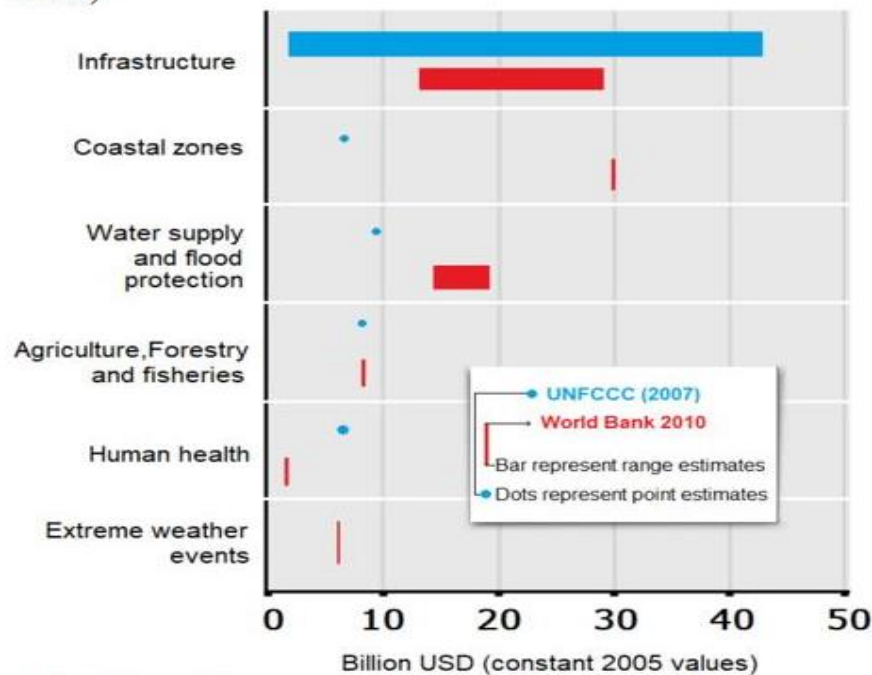 Infrastructure
Coastal zones
Water supply
and flood
protection
Agriculture,Forestry
and fisheries
Human health
Extreme weather
events
UNFCCC (2007)
World Bank 2010
Bar represent range estimates
Dots represent point estimates
0 10 20 30 40 50
Billion USD (constant 2005 values)